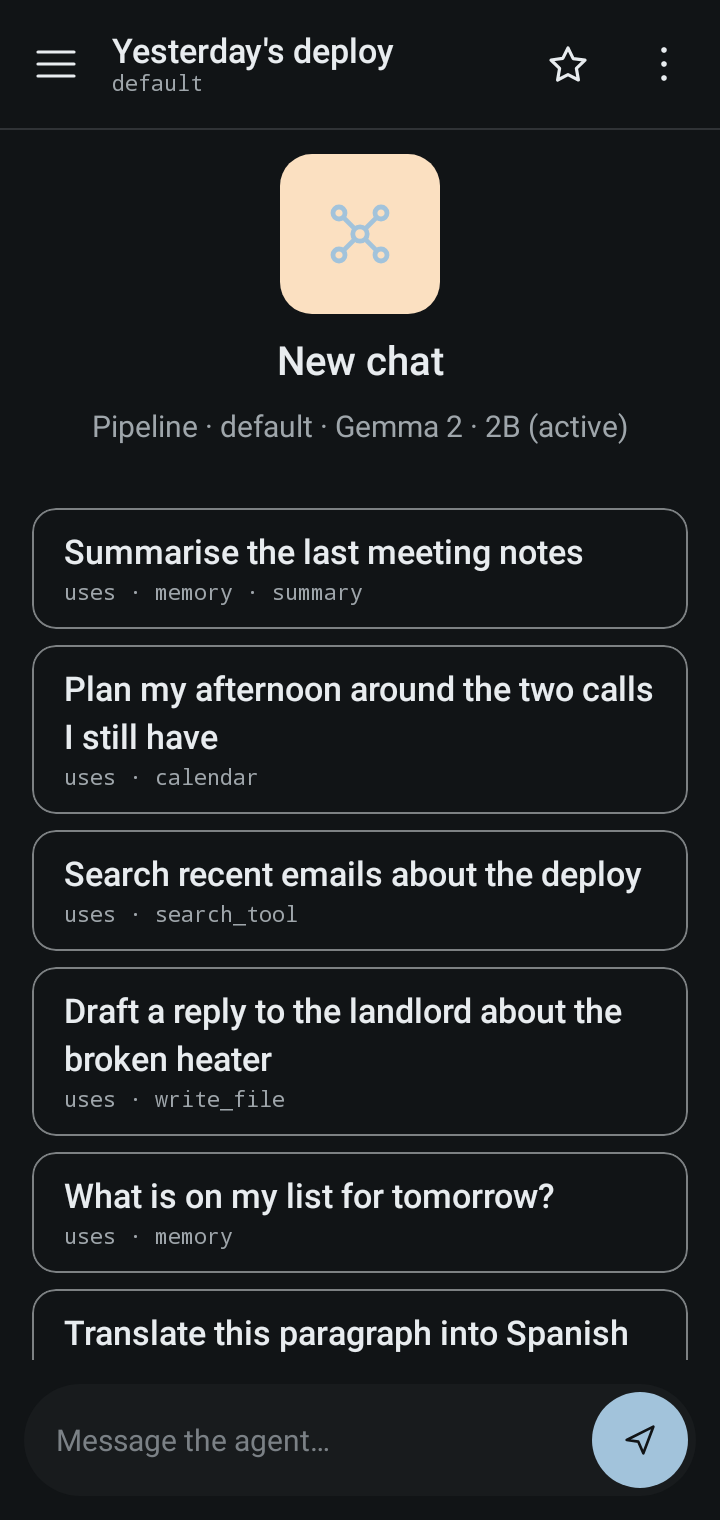 Yesterday's deploy
default
New chat
Pipeline · default · Gemma 2 · 2B (active)
Summarise the last meeting notes
uses · memory · summary
Plan my afternoon around the two calls
I still have
uses · calendar
Search recent emails about the deploy
uses · search_tool
Draft a reply to the landlord about the
broken heater
uses · write_file
What is on my list for tomorrow?
uses · memory
Translate this paragraph into Spanish
Message the agent…